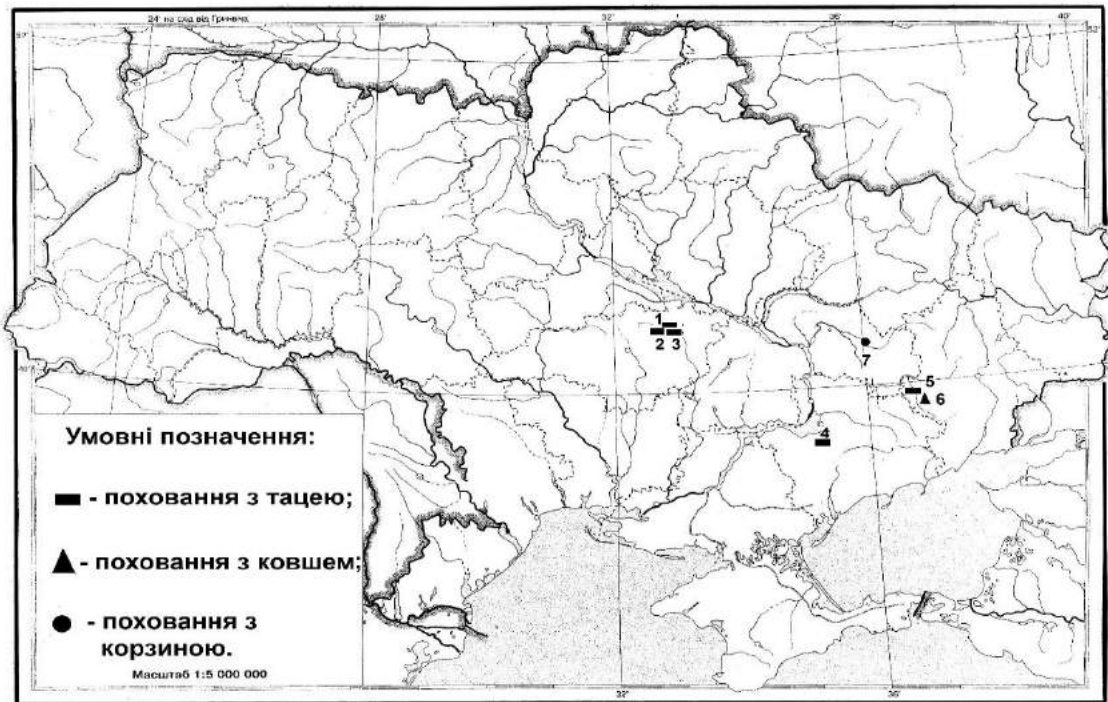 24° на схід від Гринвіча
28°
32°
36°
40°
52°
1
2 3
7
5
6
4
Умовні позначення:
- поховання з тацею;
- поховання з ковшем;
- поховання з
корзиною.
Масштаб 1:5 000 000
32°
36°